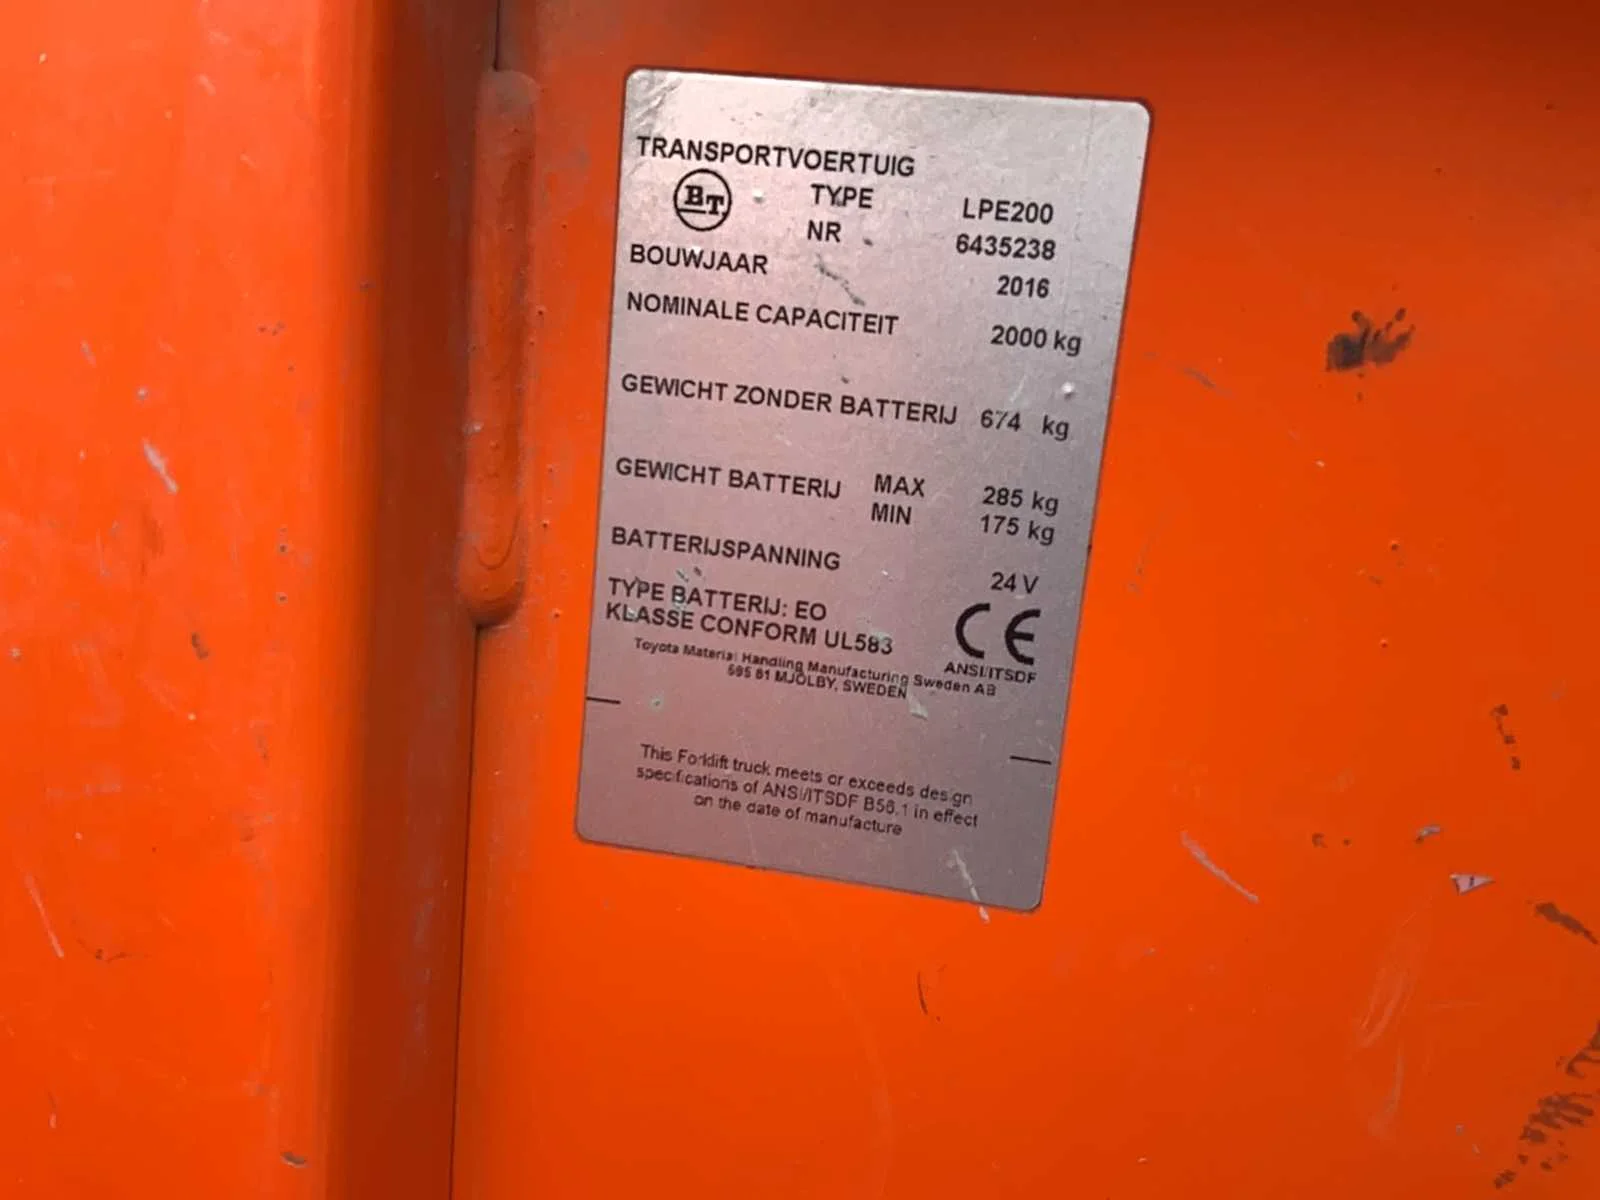 TRANSPORTVOERTUIG
BT TYPE LPE200
NR 6435238
BOUWJAAR 2016
NOMINALE CAPACITEIT 2000 kg
GEWICHT ZONDER BATTERIJ 674 kg
GEWICHT BATTERIJ MAX 285 kg
MIN 175 kg
BATTERIJSPANNING 24 V
TYPE BATTERIJ: EO
KLASSE CONFORM UL583
CE
ANSI/ITSDF
Toyota Material Handling Manufacturing Sweden AB
595 81 MJÖLBY, SWEDEN
This Forklift truck meets or exceeds design
specifications of ANSI/ITSDF B56.1 in effect
on the date of manufacture